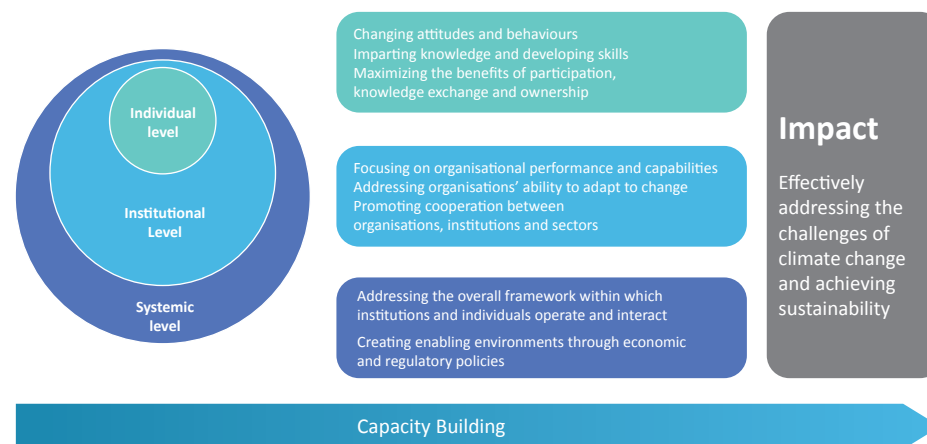 Individual
level
Institutional
Level
Systemic
level
Changing attitudes and behaviours
Imparting knowledge and developing skills
Maximizing the benefits of participation,
knowledge exchange and ownership
Focusing on organisational performance and capabilities
Addressing organisations’ ability to adapt to change
Promoting cooperation between
organisations, institutions and sectors
Addressing the overall framework within which
institutions and individuals operate and interact
Creating enabling environments through economic
and regulatory policies
Impact
Effectively
addressing the
challenges of
climate change
and achieving
sustainability
Capacity Building